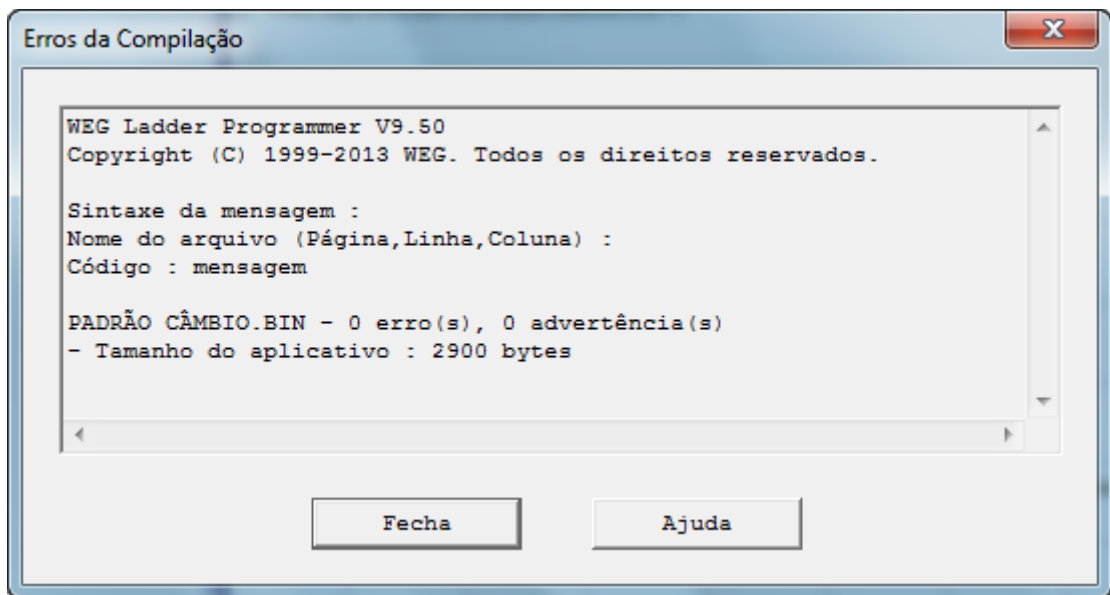 Erros da Compilação
WEG Ladder Programmer V9.50
Copyright (C) 1999-2013 WEG. Todos os direitos reservados.
Sintaxe da mensagem :
Nome do arquivo (Página,Linha,Coluna) :
Código : mensagem
PADRÃO CÂMBIO.BIN - 0 erro(s), 0 advertência(s)
- Tamanho do aplicativo : 2900 bytes
Fecha
Ajuda